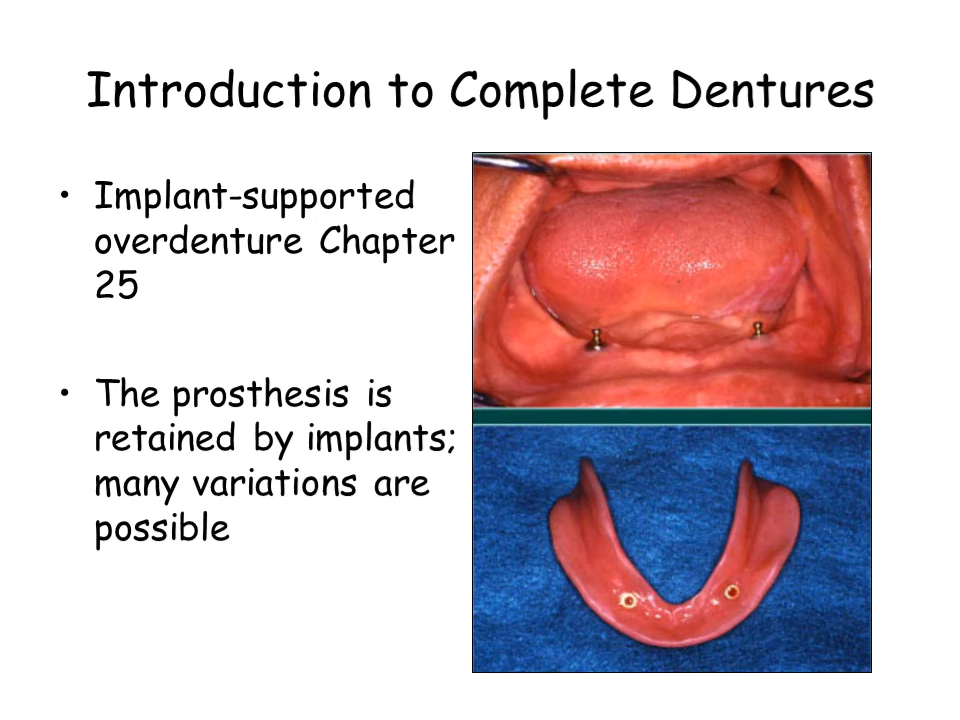 Introduction to Complete Dentures
• Implant-supported
overdenture Chapter
25
• The prosthesis is
retained by implants;
many variations are
possible